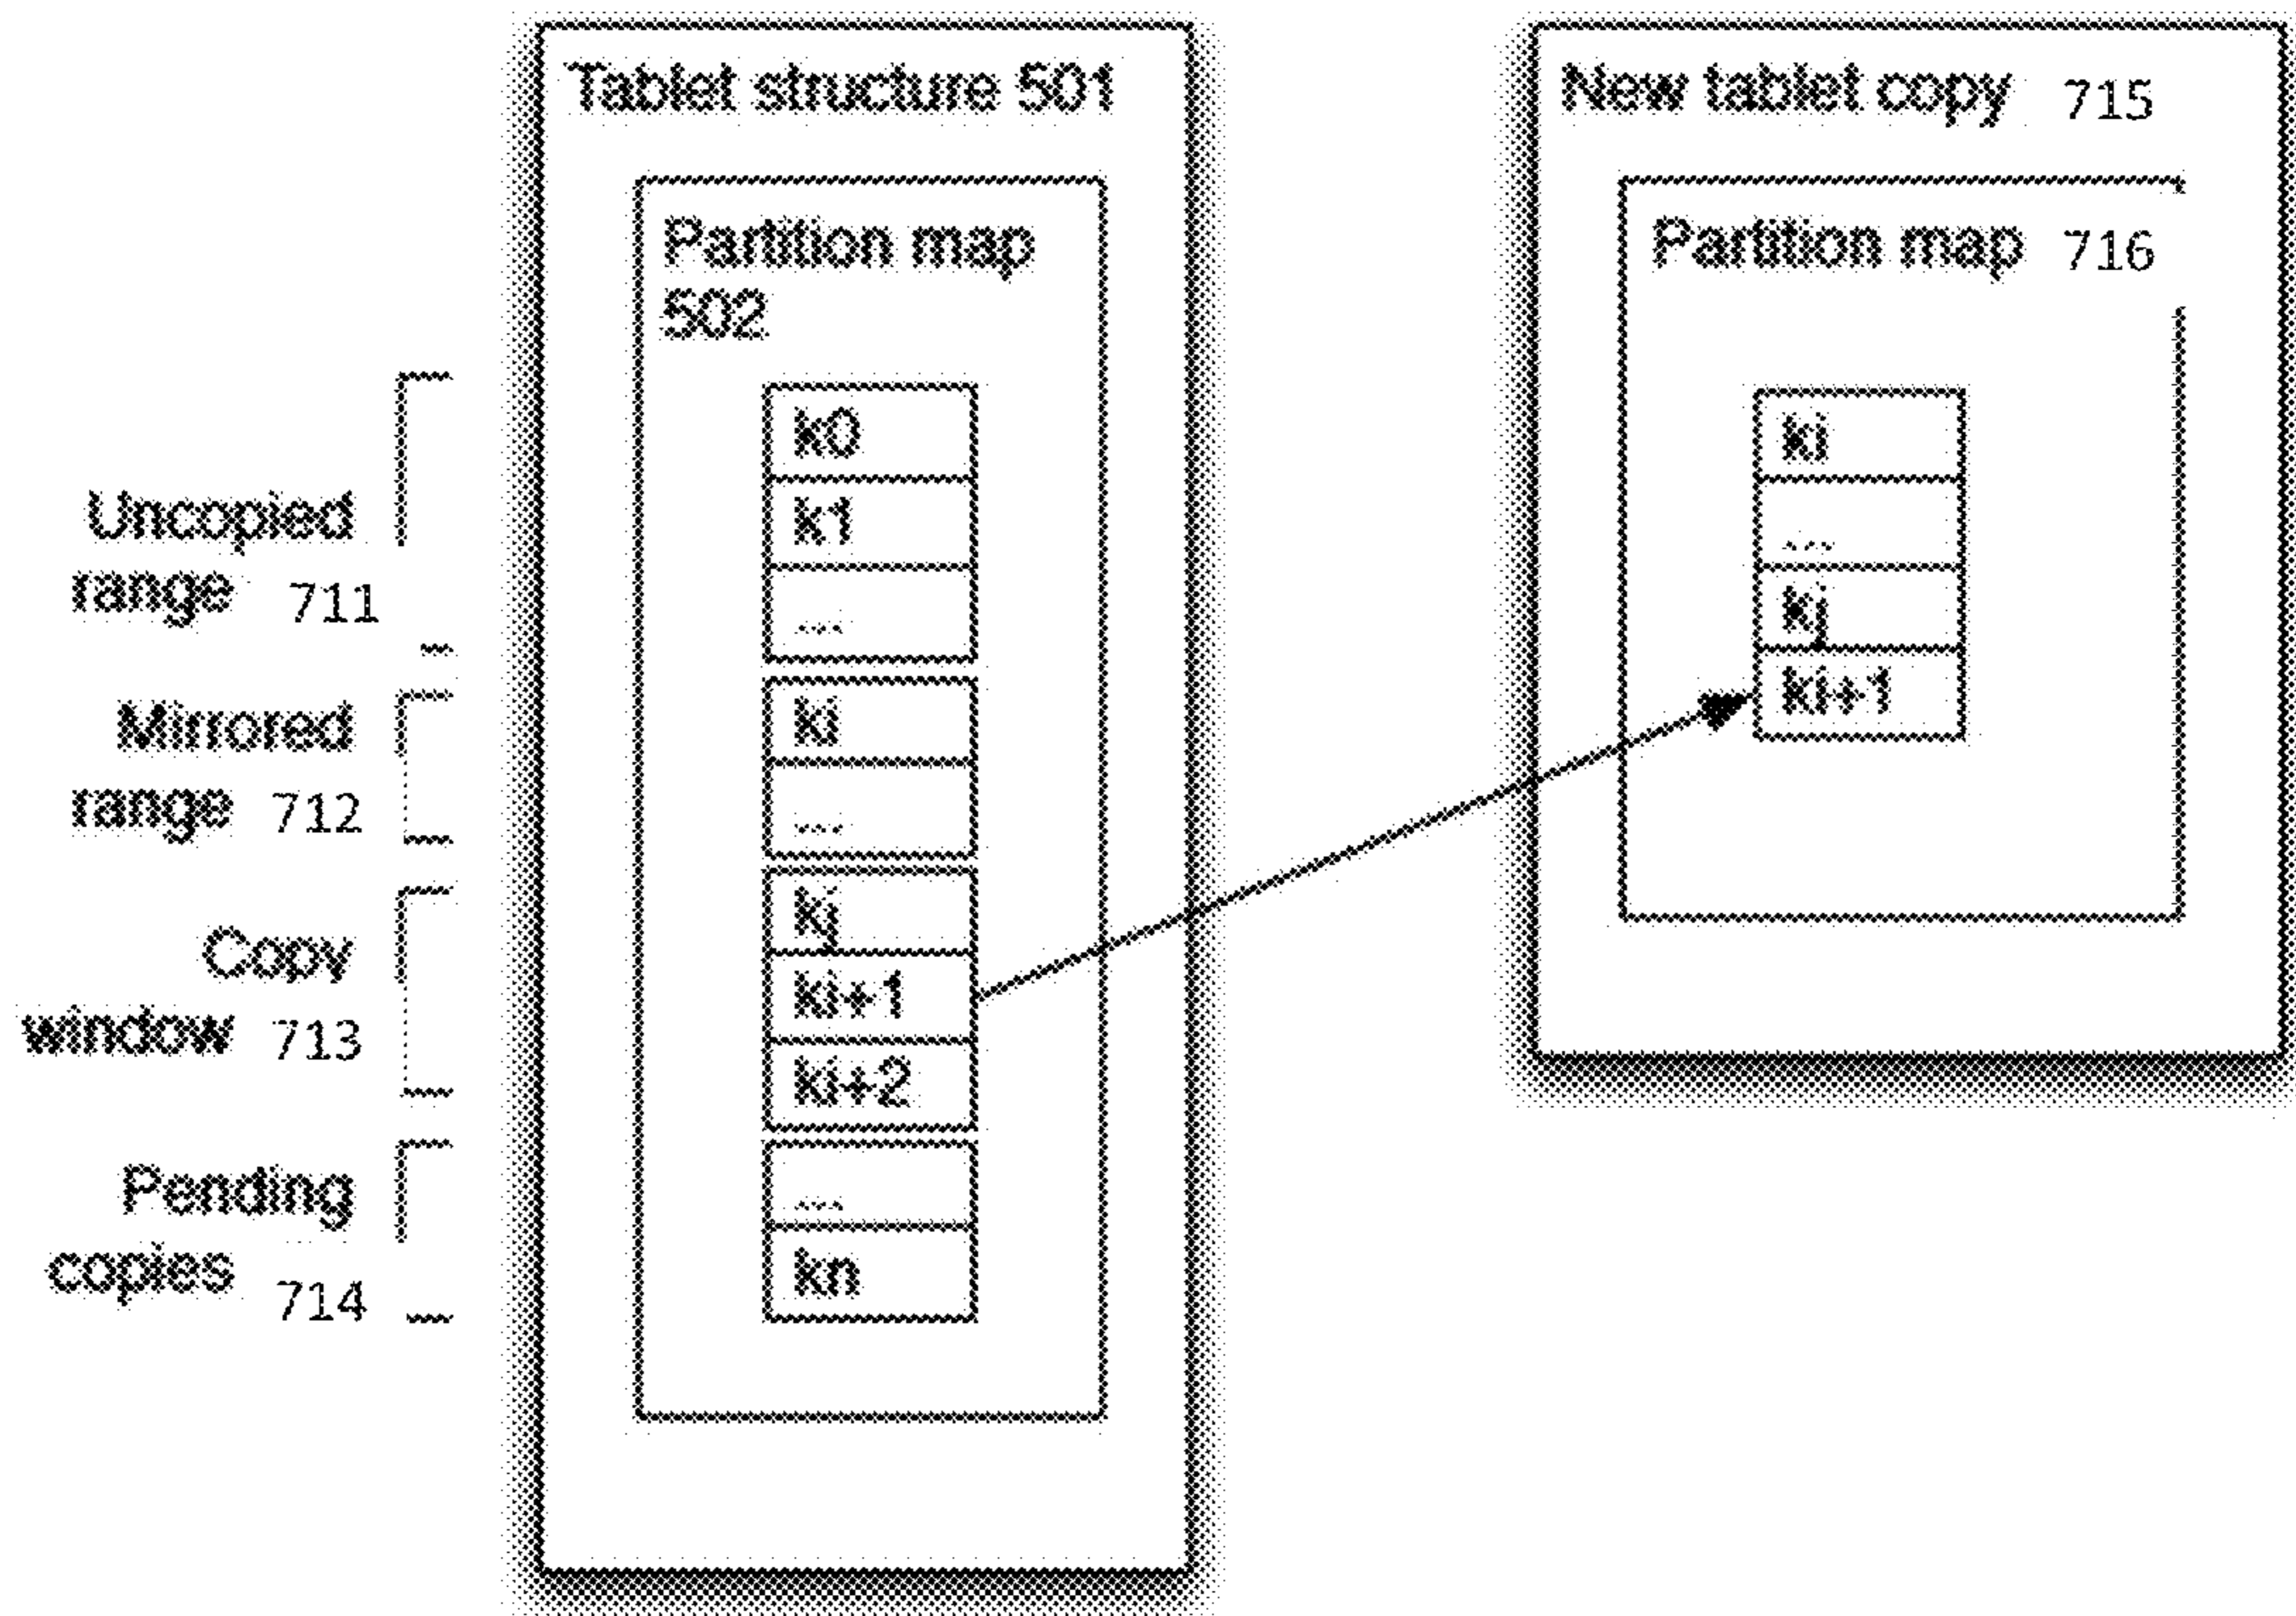 Tablet structure 501
Partition map
502
Uncopied
range 711
Mirrored
range 712
Copy
window 713
Pending
copies 714
k0
k1
...
ki
...
kj
ki+1
ki+2
...
kn
New tablet copy 715
Partition map 716
ki
...
kj
ki+1